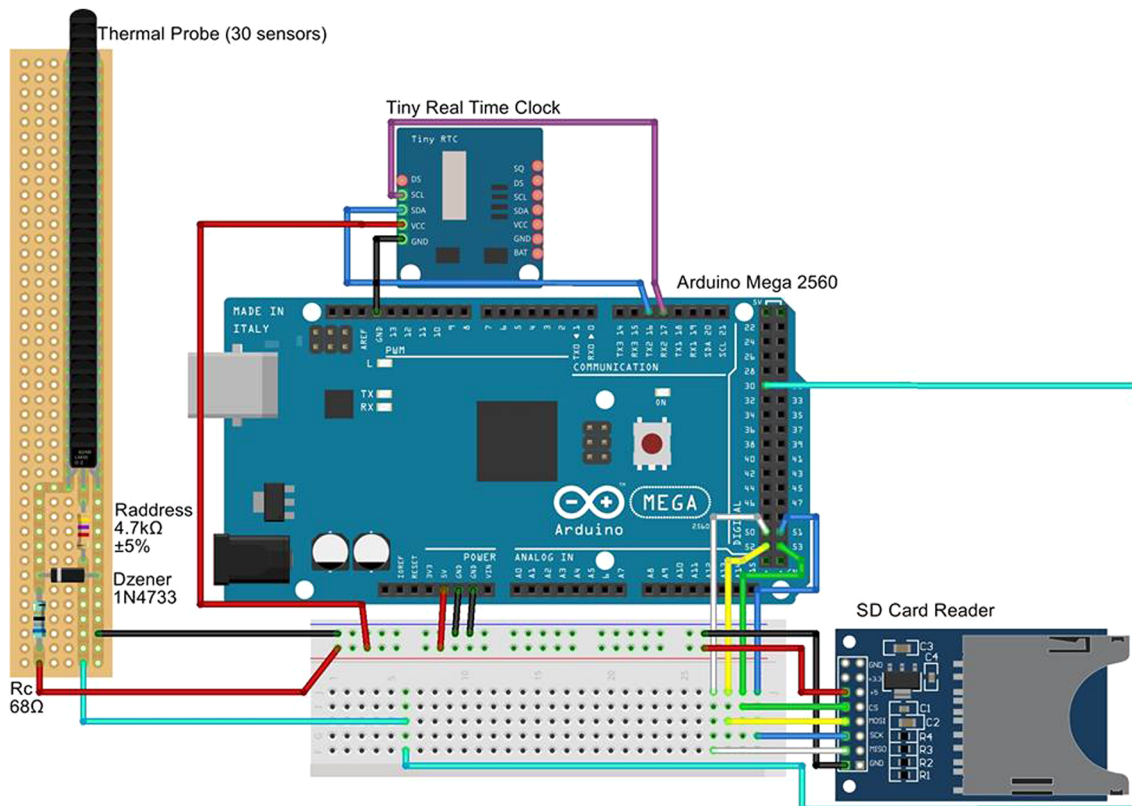 Thermal Probe (30 sensors)
Tiny Real Time Clock
Tiny RTC
DS
SCL
SDA
VCC
GND
SQ
DS
SCL
SDA
VCC
GND
BAT
Arduino Mega 2560
MADE IN
ITALY
AREF
GND
13
12
11
10
9
8
7
6
5
4
3
2
TX0 ◀ 1
RX0 ▶ 0
TX3 14
RX3 15
TX2 16
RX2 17
TX1 18
RX1 19
SDA 20
SCL 21
PWM
COMMUNICATION
L
TX
RX
ON
5V
22
24
26
28
30
32 33
34 35
36 37
38 39
40 41
42 43
44 45
46 47
50 51
52 53
DIGITAL
Arduino
™
MEGA
2560
Raddress
4.7kΩ
±5%
Dzener
1N4733
Rc
68Ω
POWER
ANALOG IN
IOREF
RESET
3V3
5V
GND
GND
VIN
A0
A1
A2
A3
A4
A5
6
A7
A8
A9
A10
A11
SD Card Reader
GND
+3.3
+5
CS
MOSI
SCK
MISO
GND
C3
C4
C1
C2
R4
R3
R2
R1
5
10
15
20
25